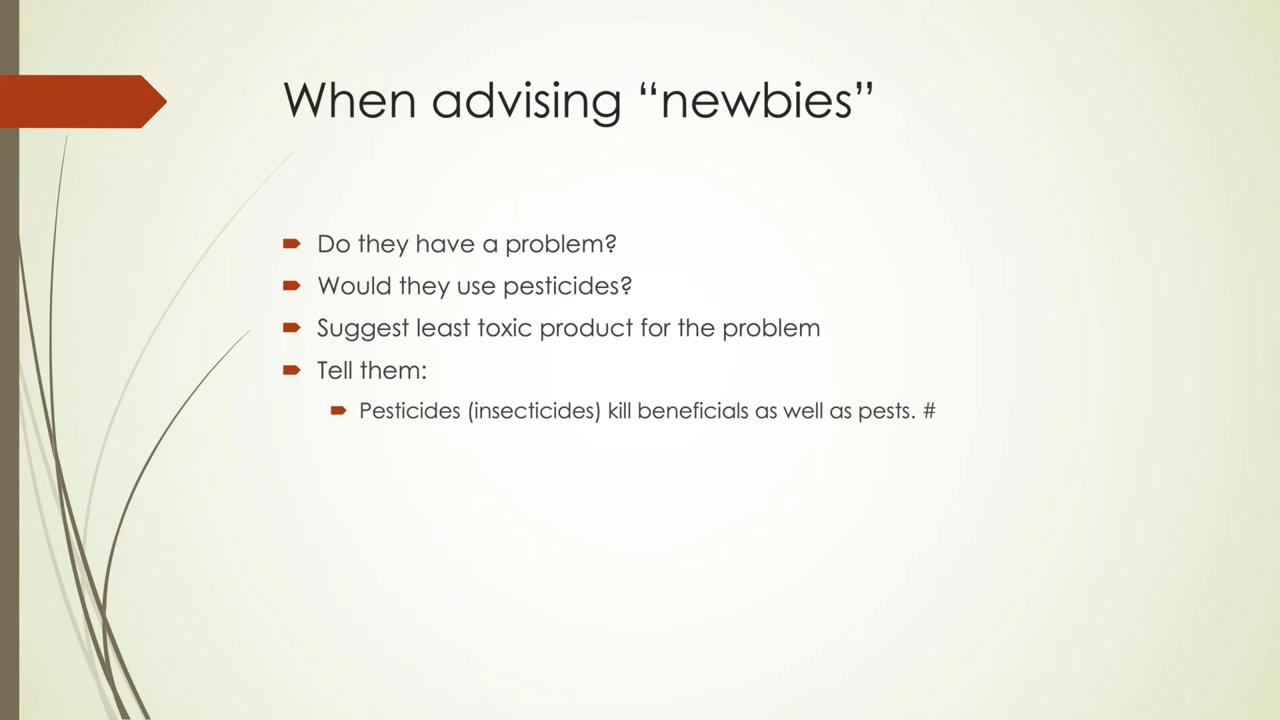 When advising “newbies”
Do they have a problem?
Would they use pesticides?
Suggest least toxic product for the problem
Tell them:
Pesticides (insecticides) kill beneficials as well as pests. #